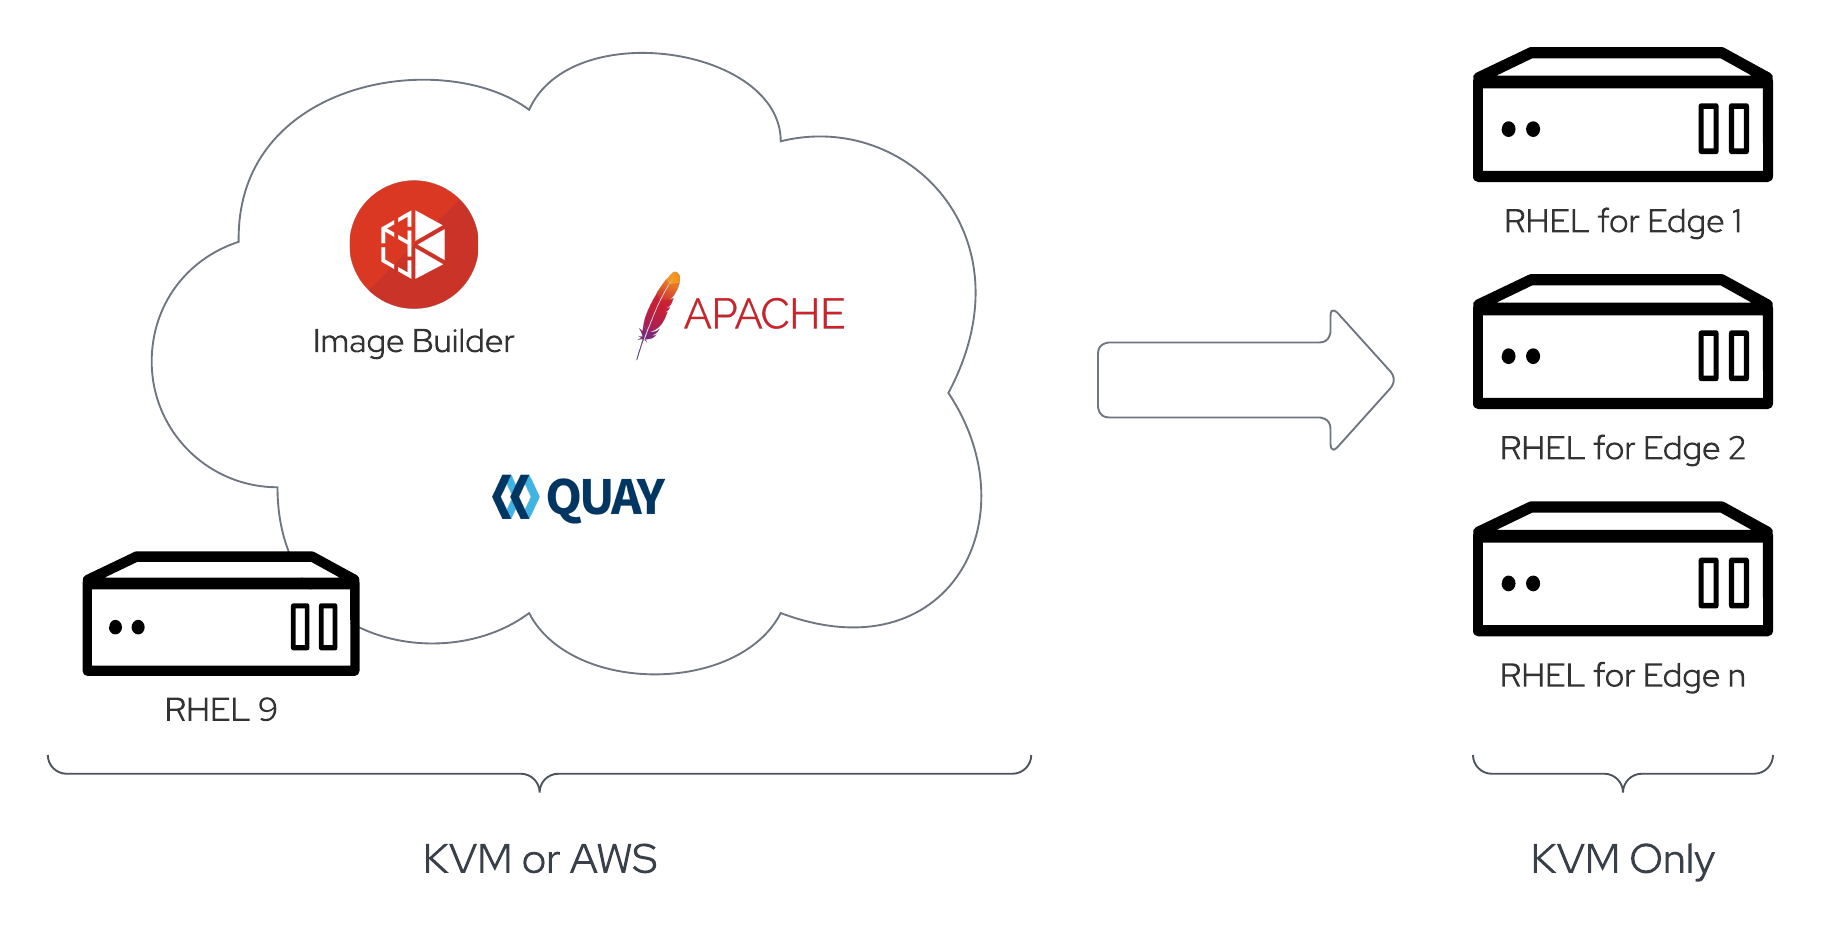 Image Builder
APACHE
QUAY
RHEL 9
KVM or AWS
RHEL for Edge 1
RHEL for Edge 2
RHEL for Edge n
KVM Only